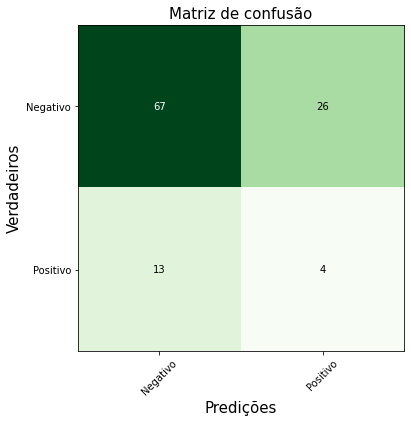 Matriz de confusão
Verdadeiros
Negativo
67
26
Positivo
13
4
Negativo
Positivo
Predições